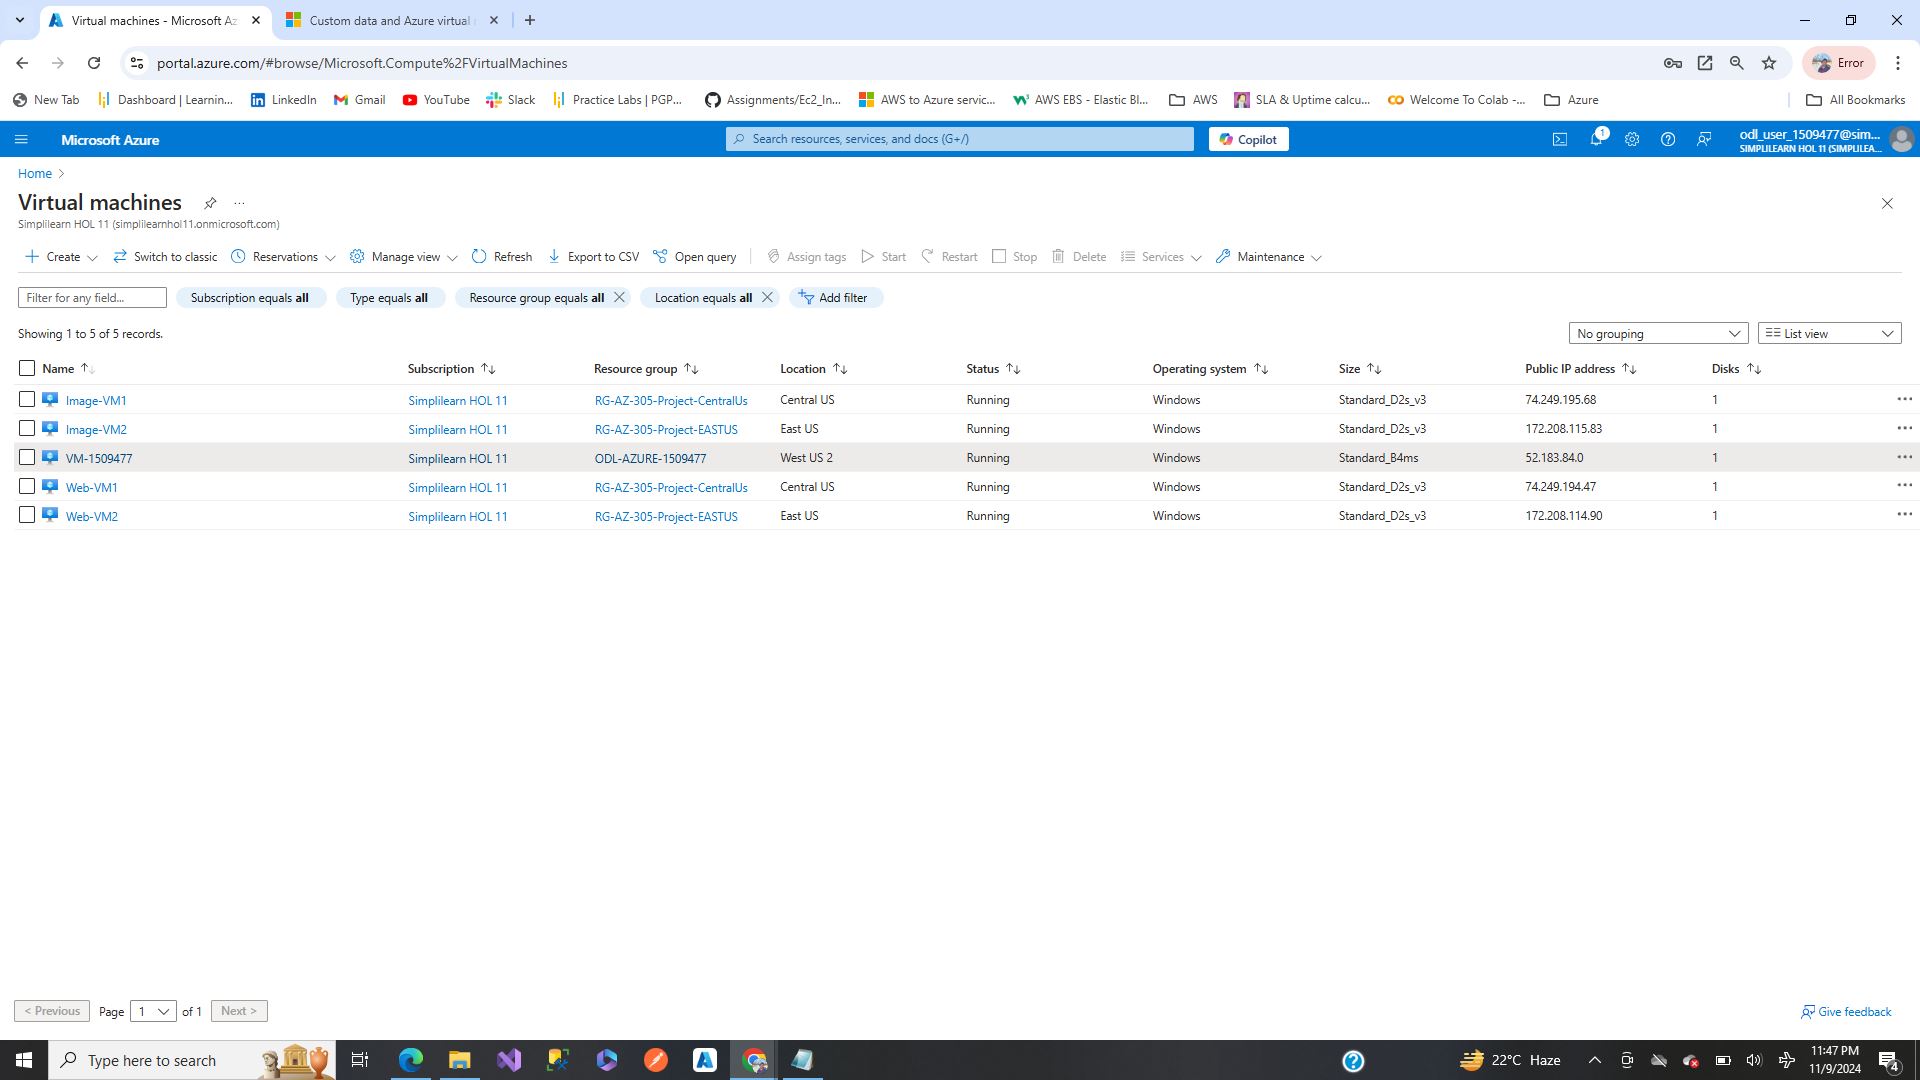 Virtual machines - Microsoft Az
Custom data and Azure virtual
portal.azure.com/#browse/Microsoft.Compute%2FVirtualMachines
Error
New Tab
Dashboard | Learnin...
LinkedIn
Gmail
YouTube
Slack
Practice Labs | PGP...
Assignments/Ec2_In...
AWS to Azure servic...
AWS EBS - Elastic Bl...
AWS
SLA & Uptime calcu...
Welcome To Colab -...
Azure
All Bookmarks
Microsoft Azure
Search resources, services, and docs (G+/)
Copilot
1
odl_user_1509477@sim...
SIMPLILEARN HOL 11 (SIMPLILEA...
Home
Virtual machines
...
Simplilearn HOL 11 (simplilearnhol11.onmicrosoft.com)
Create
Switch to classic
Reservations
Manage view
Refresh
Export to CSV
Open query
Assign tags
Start
Restart
Stop
Delete
Services
Maintenance
Filter for any field...
Subscription equals all
Type equals all
Resource group equals all
Location equals all
Add filter
Showing 1 to 5 of 5 records.
No grouping
List view
Name Subscription Resource group Location Status Operating system Size Public IP address Disks
Image-VM1 Simplilearn HOL 11 RG-AZ-305-Project-CentralUs Central US Running Windows Standard_D2s_v3 74.249.195.68 1 ...
Image-VM2 Simplilearn HOL 11 RG-AZ-305-Project-EASTUS East US Running Windows Standard_D2s_v3 172.208.115.83 1 ...
VM-1509477 Simplilearn HOL 11 ODL-AZURE-1509477 West US 2 Running Windows Standard_B4ms 52.183.84.0 1 ...
Web-VM1 Simplilearn HOL 11 RG-AZ-305-Project-CentralUs Central US Running Windows Standard_D2s_v3 74.249.194.47 1 ...
Web-VM2 Simplilearn HOL 11 RG-AZ-305-Project-EASTUS East US Running Windows Standard_D2s_v3 172.208.114.90 1 ...
< Previous
Page 1 of 1
Next >
Give feedback
Type here to search
22°C Haze
11:47 PM
11/9/2024
4